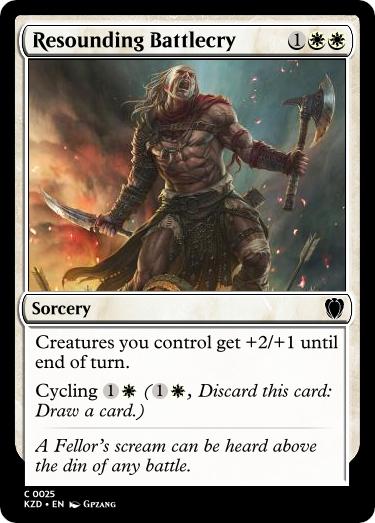 Resounding Battlecry 1
Sorcery
Creatures you control get +2/+1 until
end of turn.
Cycling 1 (1, Discard this card:
Draw a card.)
A Fellor's scream can be heard above
the din of any battle.
C 0025
KZD • EN Gpzang